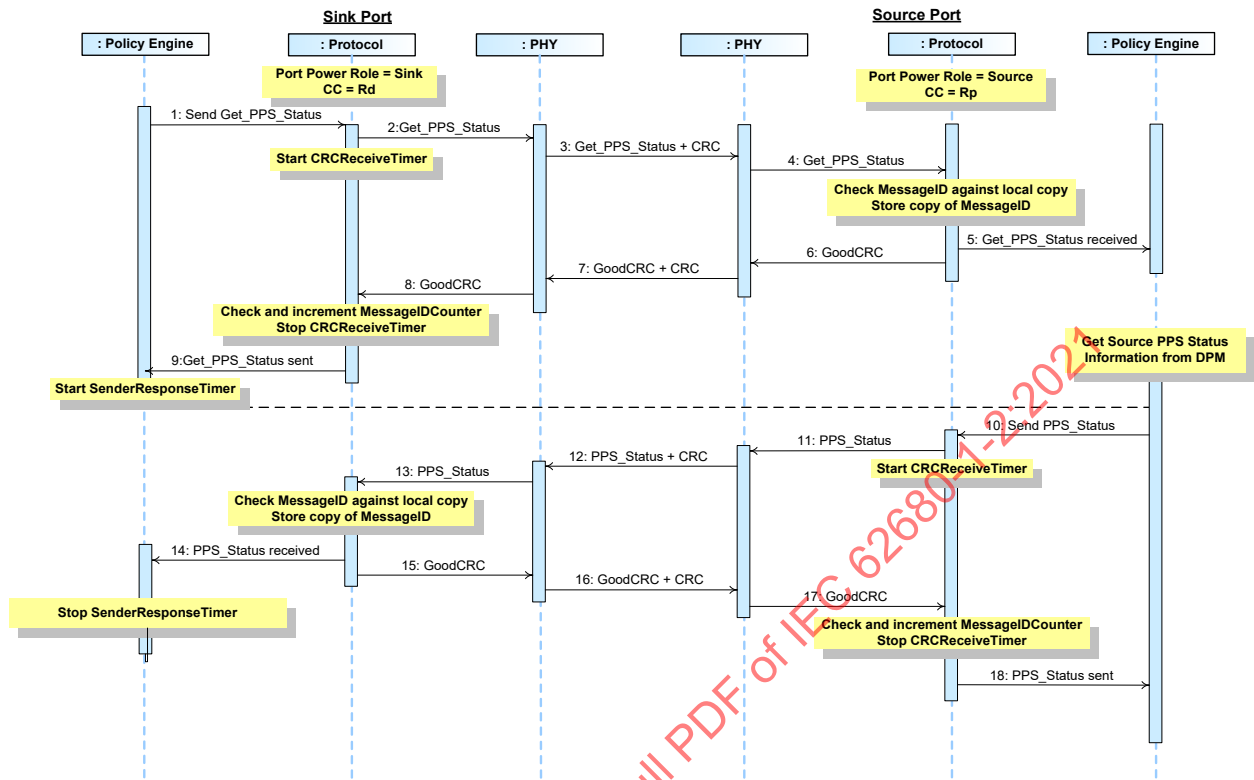 Sink Port
Source Port
: Policy Engine
: Protocol
: PHY
: PHY
: Protocol
: Policy Engine
Port Power Role = Sink
CC = Rd
Port Power Role = Source
CC = Rp
1: Send Get_PPS_Status
2:Get_PPS_Status
Start CRCReceiveTimer
3: Get_PPS_Status + CRC
4: Get_PPS_Status
Check MessageID against local copy
Store copy of MessageID
5: Get_PPS_Status received
6: GoodCRC
7: GoodCRC + CRC
8: GoodCRC
Check and increment MessageIDCounter
Stop CRCReceiveTimer
9:Get_PPS_Status sent
Start SenderResponseTimer
Get Source PPS Status
Information from DPM
10: Send PPS_Status
11: PPS_Status
Start CRCReceiveTimer
12: PPS_Status + CRC
13: PPS_Status
Check MessageID against local copy
Store copy of MessageID
14: PPS_Status received
15: GoodCRC
16: GoodCRC + CRC
17: GoodCRC
Stop SenderResponseTimer
Check and increment MessageIDCounter
Stop CRCReceiveTimer
18: PPS_Status sent
PDF of IEC 62680-1-2:2021